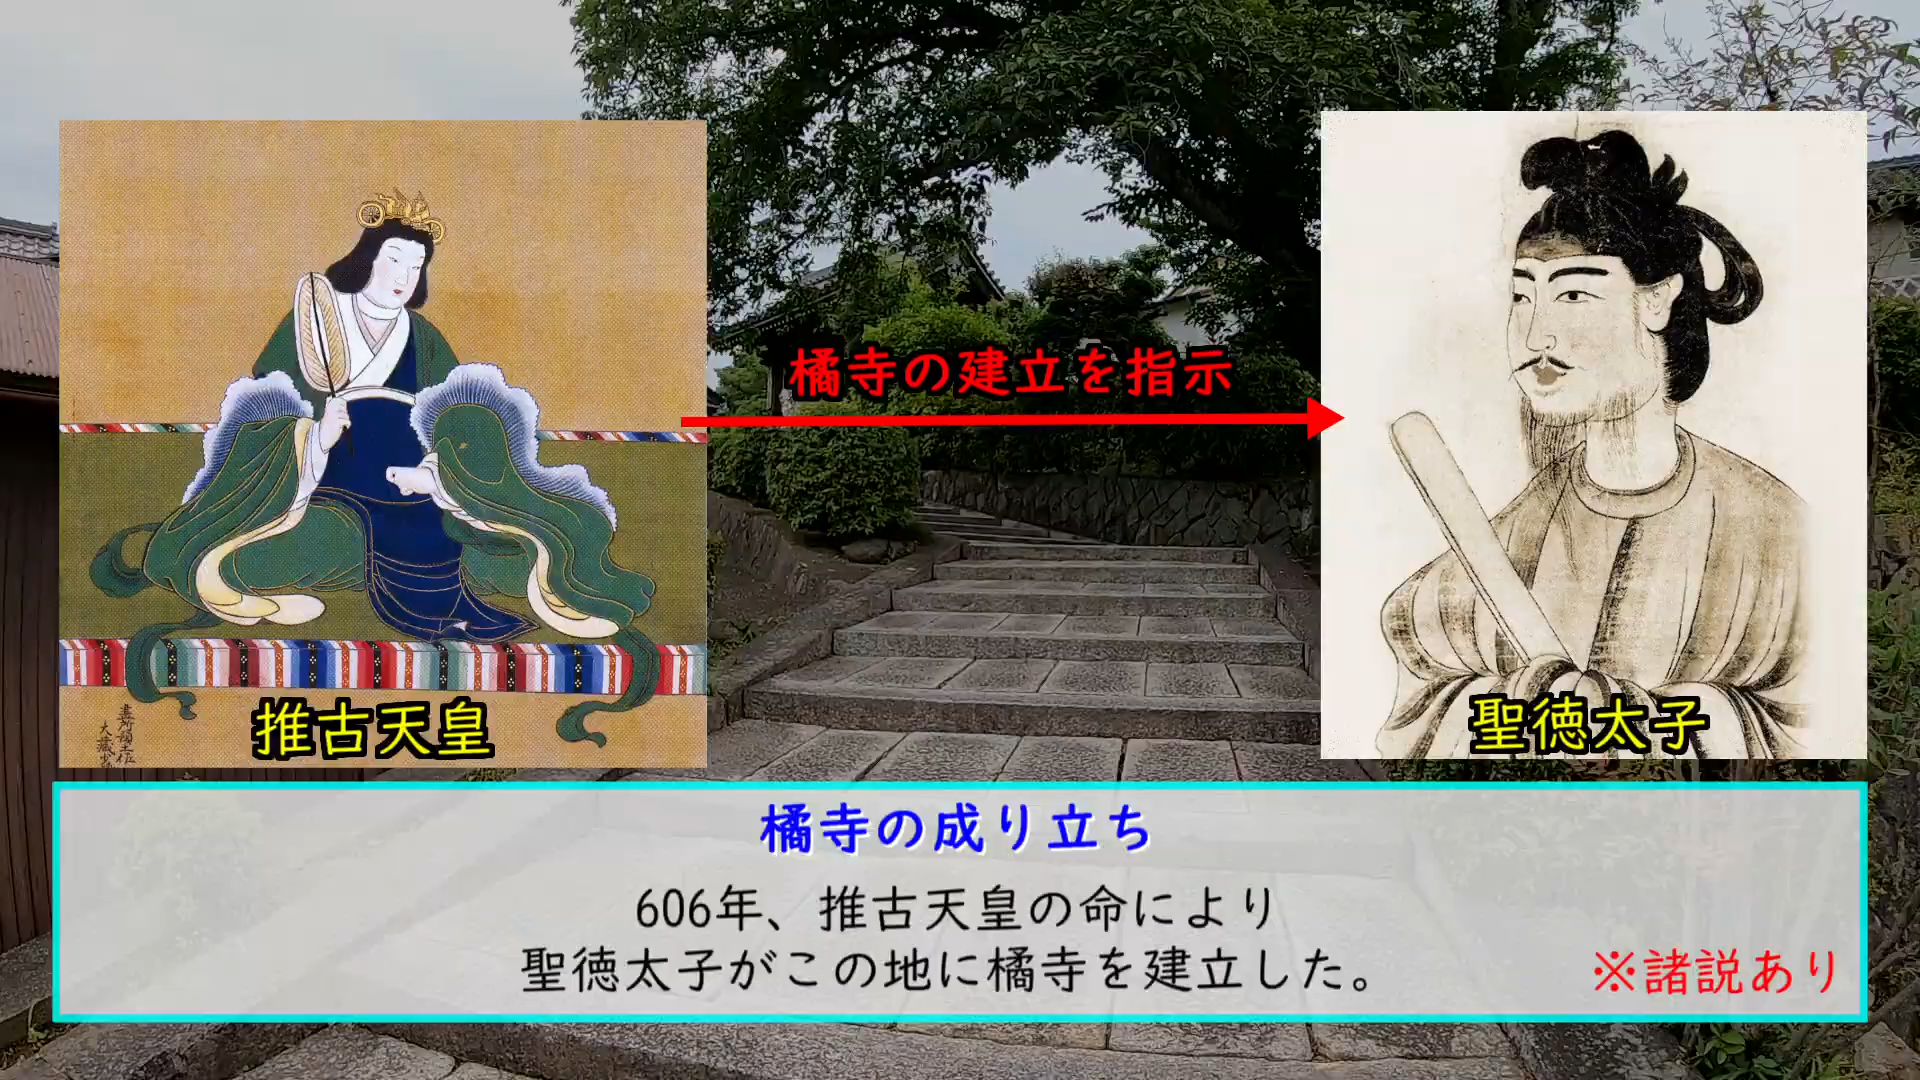 橘寺の建立を指示
推古天皇
聖徳太子
橘寺の成り立ち
606年、推古天皇の命により
聖徳太子がこの地に橘寺を建立した。
※諸説あり